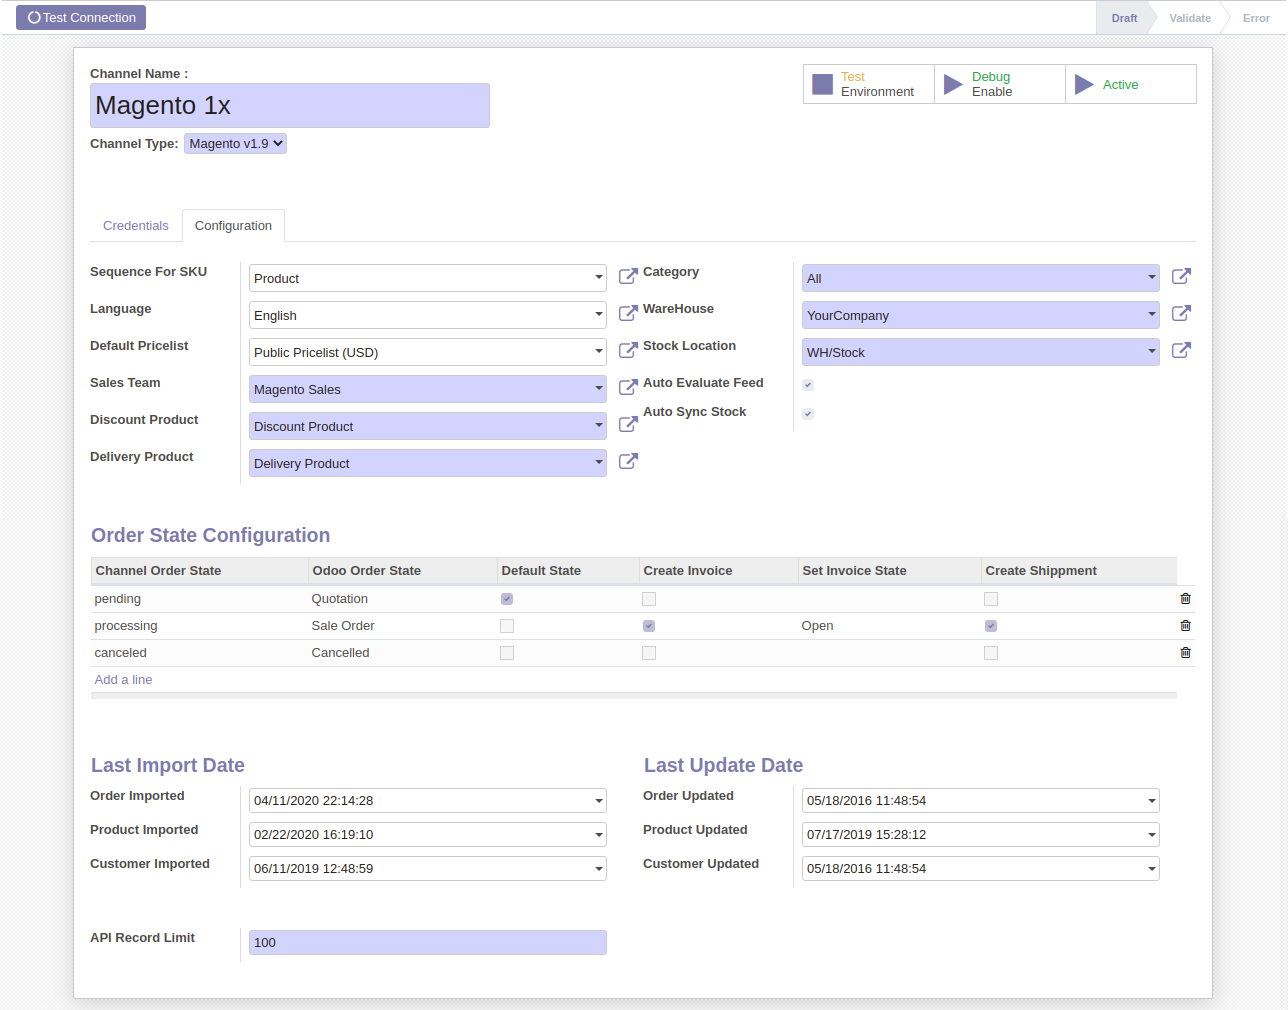 Test Connection
Draft
Validate
Error
Channel Name :
Magento 1x
Channel Type: Magento v1.9
Test
Environment
Debug
Enable
Active
Credentials
Configuration
Sequence For SKU Product
Category All
Language English
WareHouse YourCompany
Default Pricelist Public Pricelist (USD)
Stock Location WH/Stock
Sales Team Magento Sales
Auto Evaluate Feed
Discount Product Discount Product
Auto Sync Stock
Delivery Product Delivery Product
Order State Configuration
Channel Order State Odoo Order State Default State Create Invoice Set Invoice State Create Shippment
pending Quotation
processing Sale Order Open
canceled Cancelled
Add a line
Last Import Date
Last Update Date
Order Imported 04/11/2020 22:14:28
Order Updated 05/18/2016 11:48:54
Product Imported 02/22/2020 16:19:10
Product Updated 07/17/2019 15:28:12
Customer Imported 06/11/2019 12:48:59
Customer Updated 05/18/2016 11:48:54
API Record Limit 100